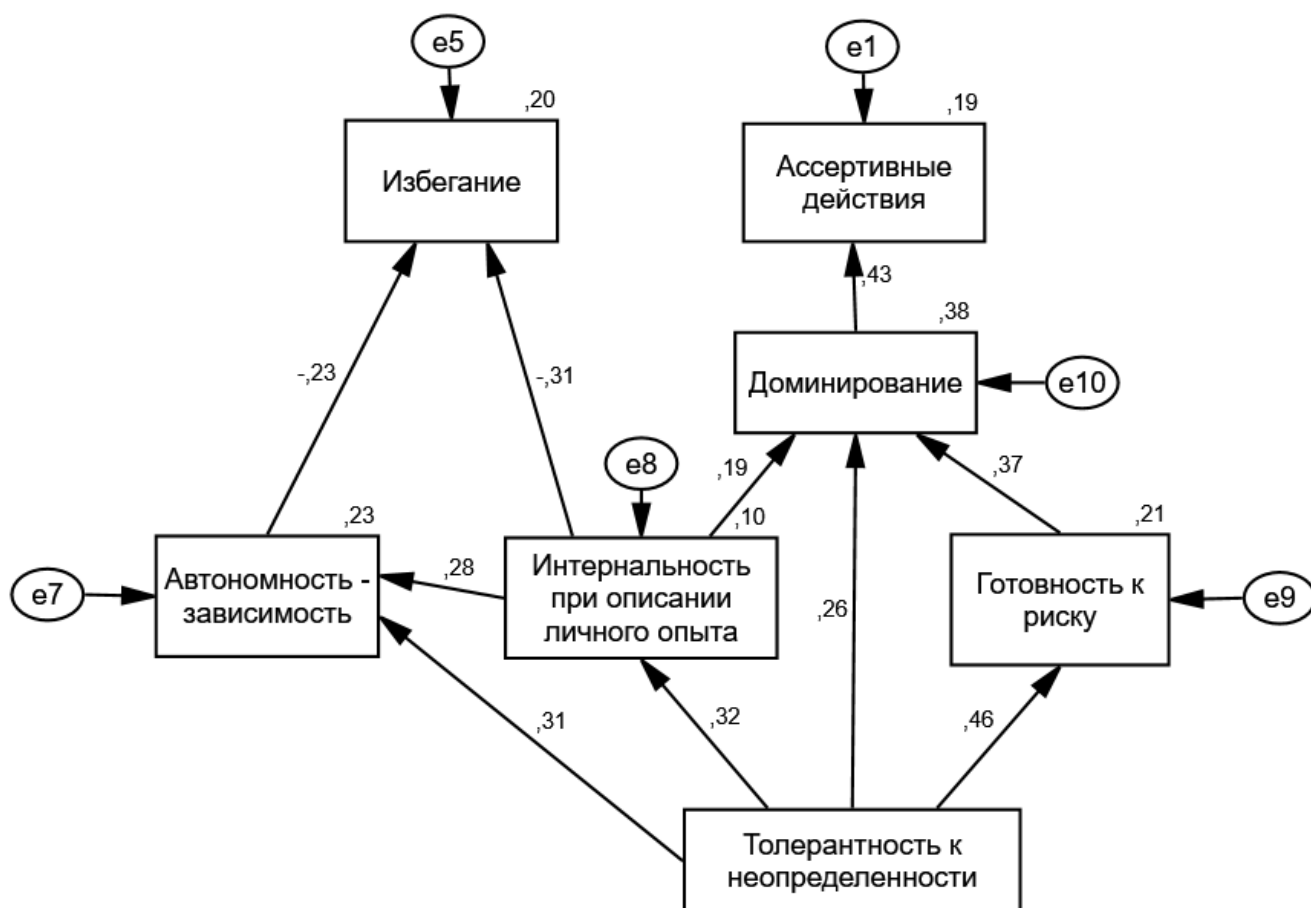 e5
e1
,20
,19
Избегание
Ассертивные
действия
,43
,38
-,23
-,31
Доминирование
e10
e8
,19
,37
,10
,23
,21
e7
Автономность -
зависимость
,28
Интернальность
при описании
личного опыта
,26
Готовность к
риску
e9
,31
,32
,46
Толерантность к
неопределенности